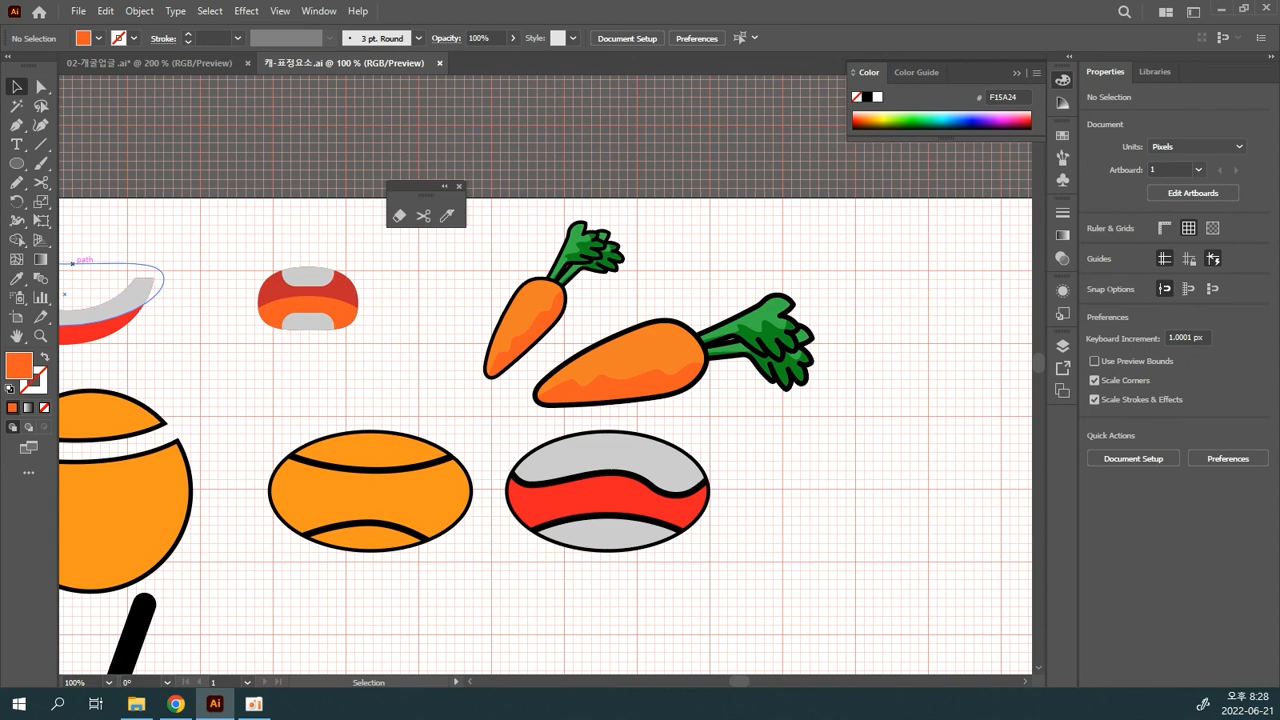 Ai File Edit Object Type Select Effect View Window Help
No Selection Stroke: 3 pt. Round Opacity: 100% Style: Document Setup Preferences
02-개굴업글.ai* @ 200 % (RGB/Preview) × 캐-표정요소.ai @ 100 % (RGB/Preview) ×
Color Color Guide
# F15A24
Properties Libraries
No Selection
Document
Units: Pixels
Artboard: 1
Edit Artboards
Ruler & Grids
Guides
Snap Options
Preferences
Keyboard Increment: 1.0001 px
Use Preview Bounds
Scale Corners
Scale Strokes & Effects
Quick Actions
Document Setup Preferences
path
100% 0° 1 Selection
Ai
오후 8:28
2022-06-21